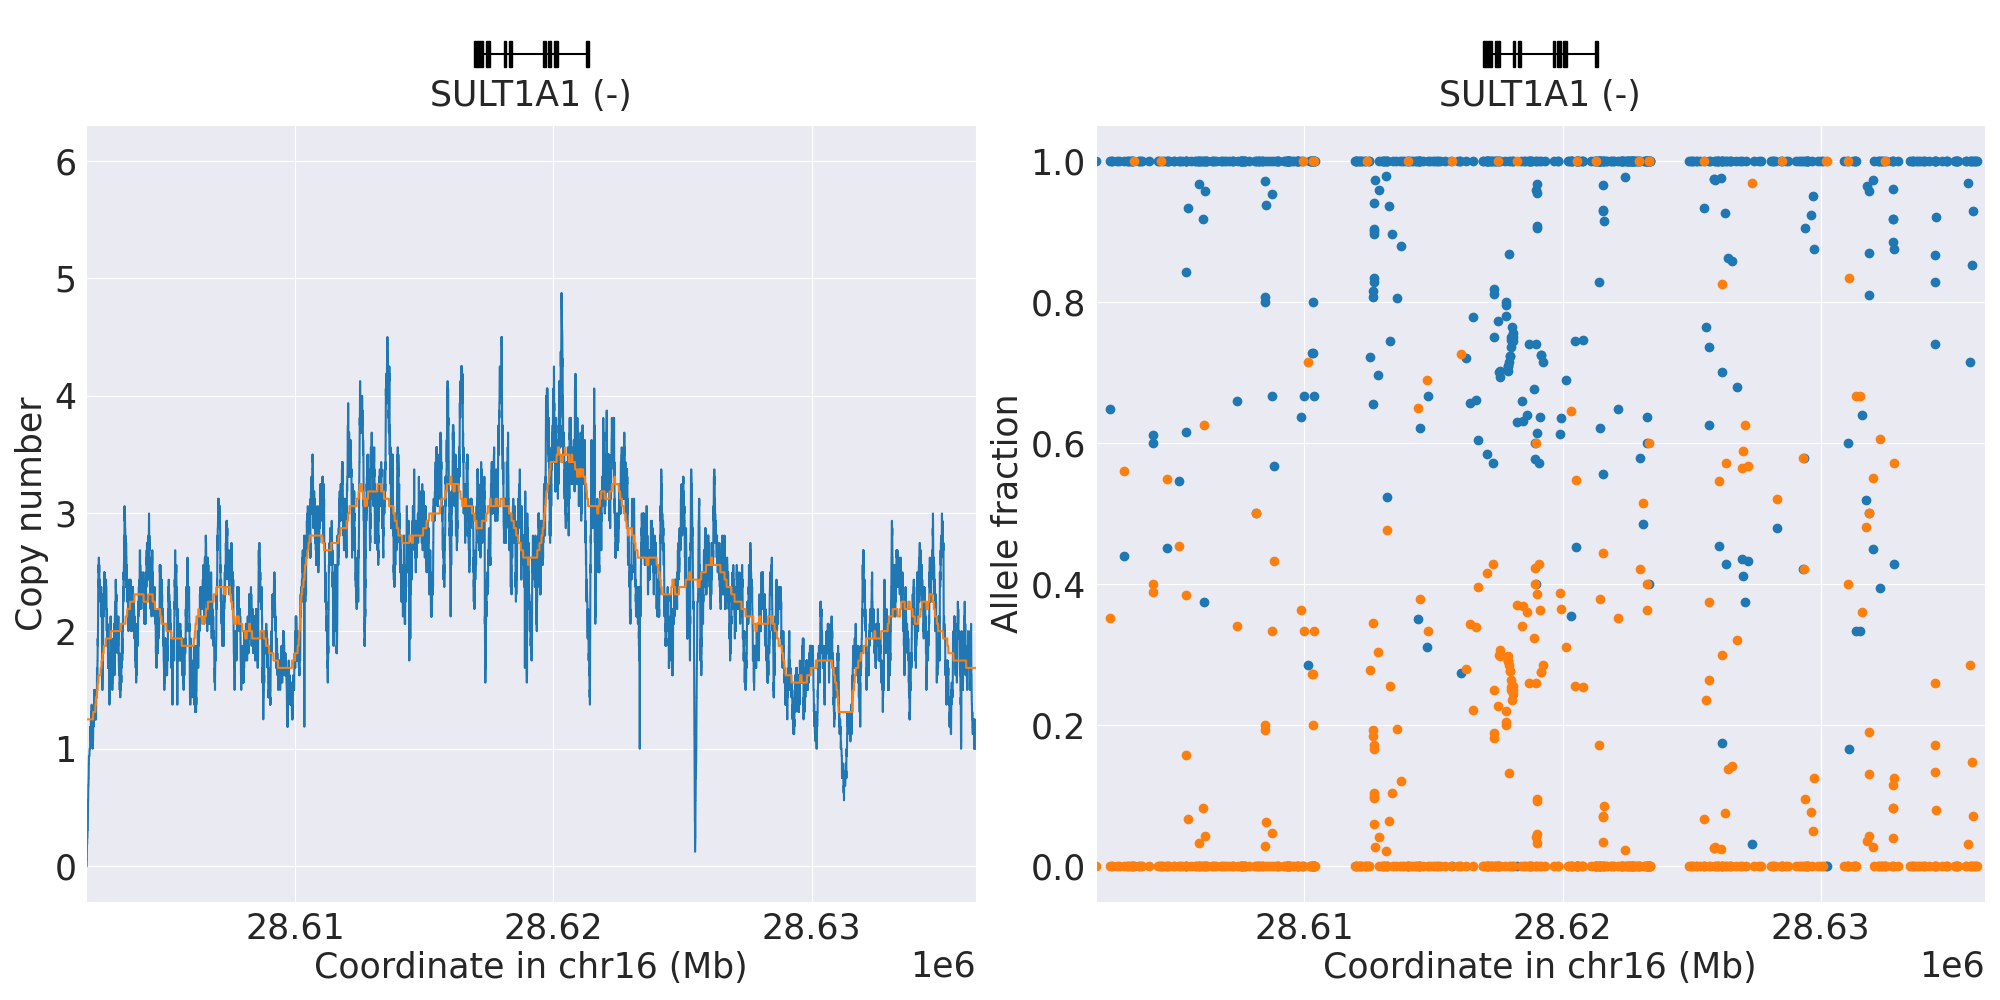 SULT1A1 (-)
6
5
4
3
2
1
0
Copy number
28.61
28.62
28.63
Coordinate in chr16 (Mb)
1e6
SULT1A1 (-)
1.0
0.8
0.6
0.4
0.2
0.0
Allele fraction
28.61
28.62
28.63
Coordinate in chr16 (Mb)
1e6